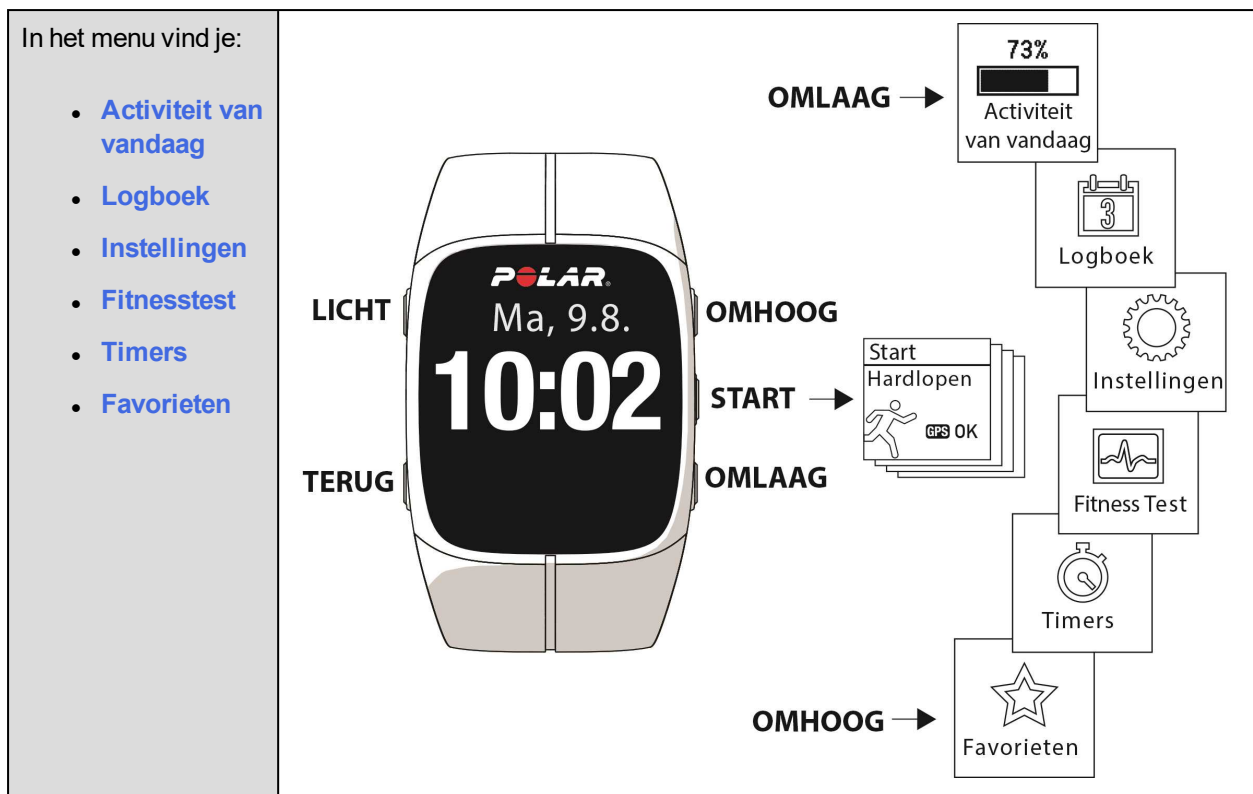 In het menu vind je:
Activiteit van
vandaag
Logboek
Instellingen
Fitnesstest
Timers
Favorieten
LICHT
TERUG
POLAR®
Ma, 9.8.
10:02
OMHOOG
START
OMLAAG
Start
Hardlopen
GPS OK
OMLAAG
73%
Activiteit
van vandaag
3
Logboek
Instellingen
Fitness Test
Timers
OMHOOG
Favorieten